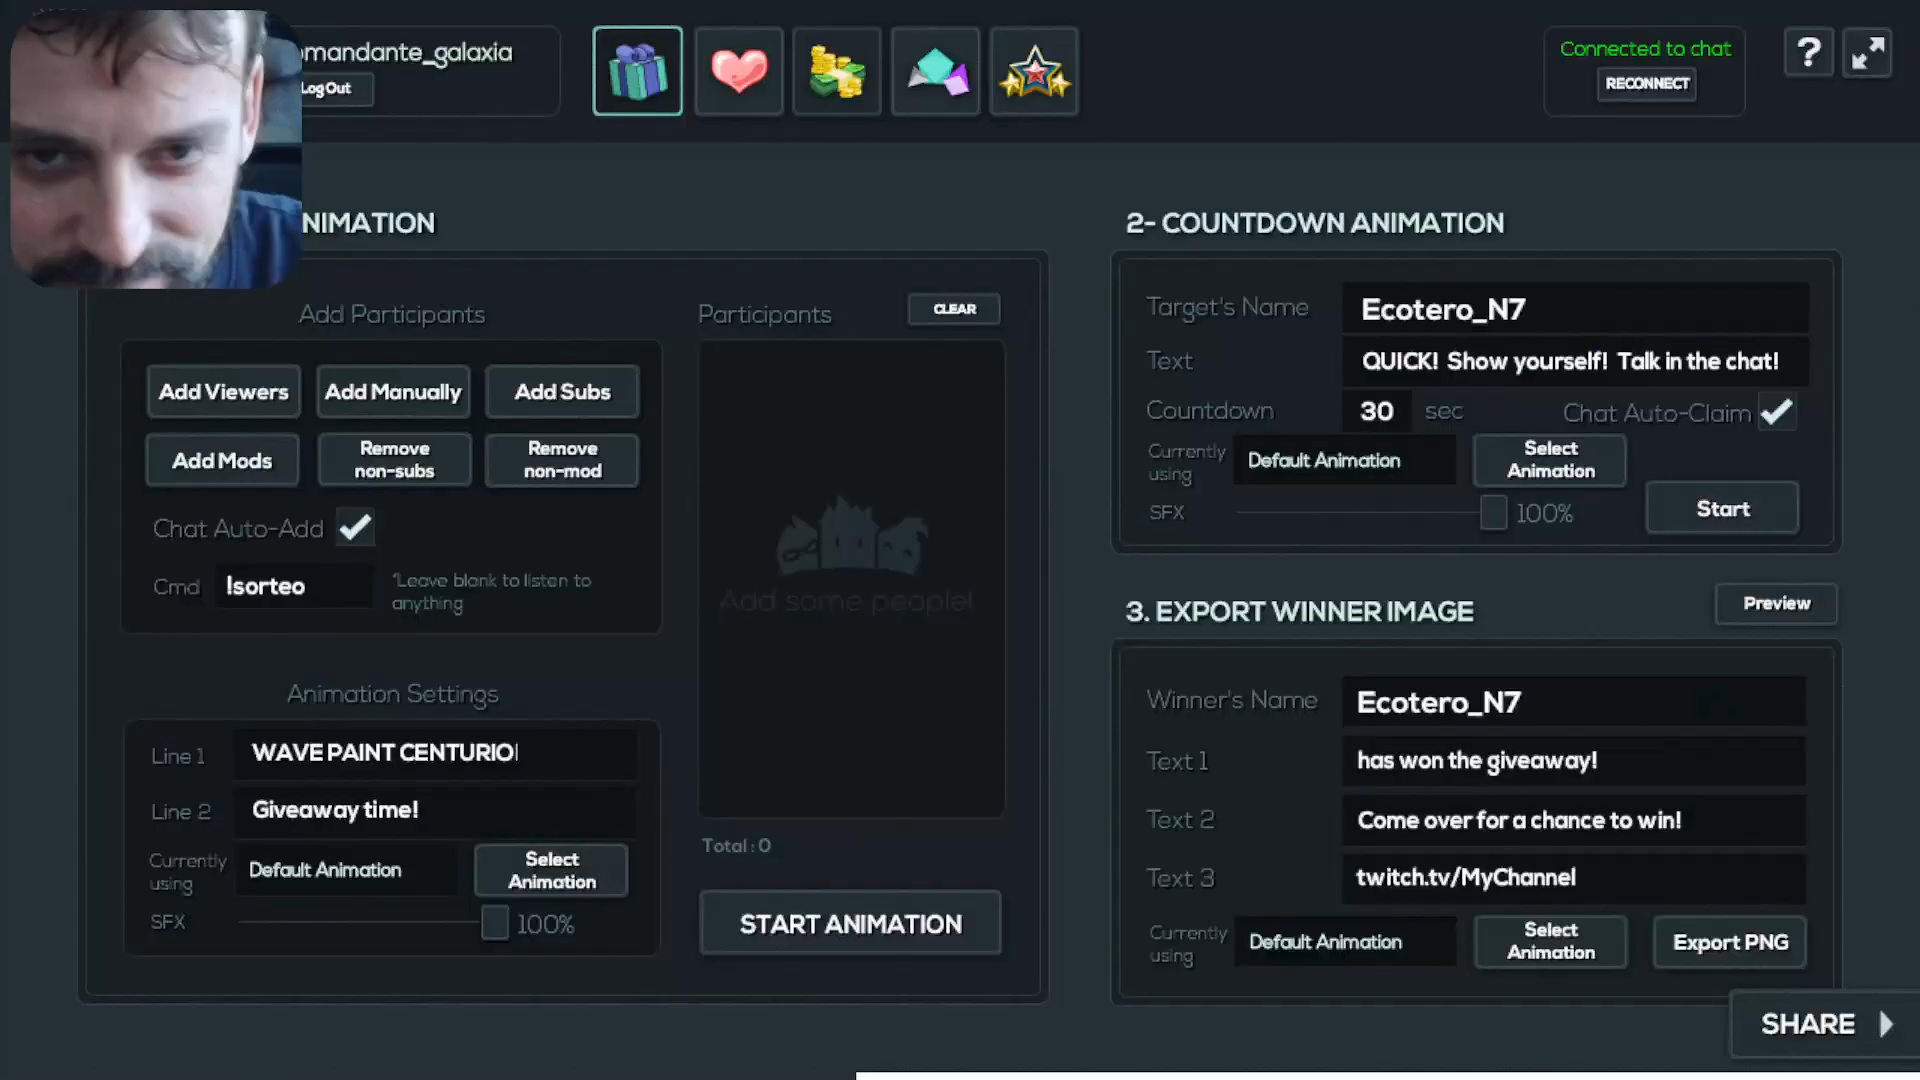 omandante_galaxia
Log Out
Connected to chat
RECONNECT
?
NIMATION
Add Participants
Add Viewers
Add Manually
Add Subs
Add Mods
Remove
non-subs
Remove
non-mod
Chat Auto-Add
Cmd
!sorteo
*Leave blank to listen to
anything
Participants
CLEAR
Add some people!
Total : 0
START ANIMATION
Animation Settings
Line 1
WAVE PAINT CENTURIO
Line 2
Giveaway time!
Currently
using
Default Animation
Select
Animation
SFX
100%
2- COUNTDOWN ANIMATION
Target's Name
Ecotero_N7
Text
QUICK! Show yourself! Talk in the chat!
Countdown
30
sec
Chat Auto-Claim
Currently
using
Default Animation
Select
Animation
SFX
100%
Start
3. EXPORT WINNER IMAGE
Preview
Winner's Name
Ecotero_N7
Text 1
has won the giveaway!
Text 2
Come over for a chance to win!
Text 3
twitch.tv/MyChannel
Currently
using
Default Animation
Select
Animation
Export PNG
SHARE